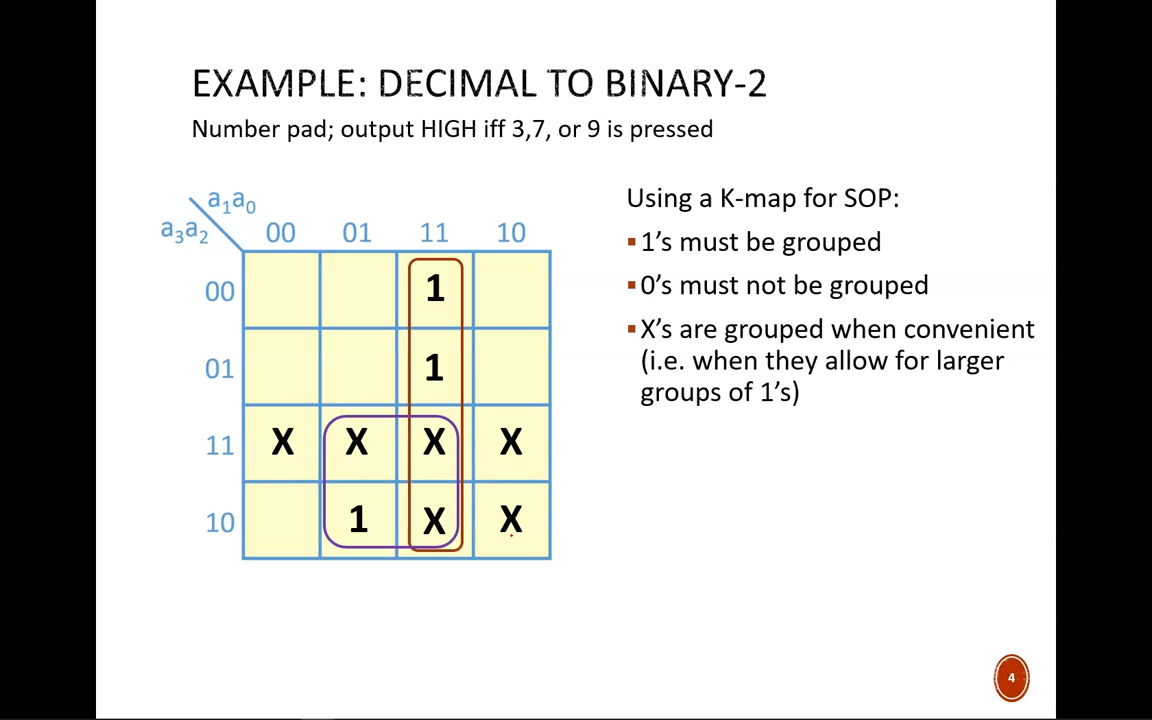 EXAMPLE: DECIMAL TO BINARY-2
Number pad; output HIGH iff 3,7, or 9 is pressed
a1a0
a3a2
00 01 11 10
00 1
01 1
11 X X X X
10 1 X X
Using a K-map for SOP:
▪1’s must be grouped
▪0’s must not be grouped
▪X’s are grouped when convenient
(i.e. when they allow for larger
groups of 1’s)
4